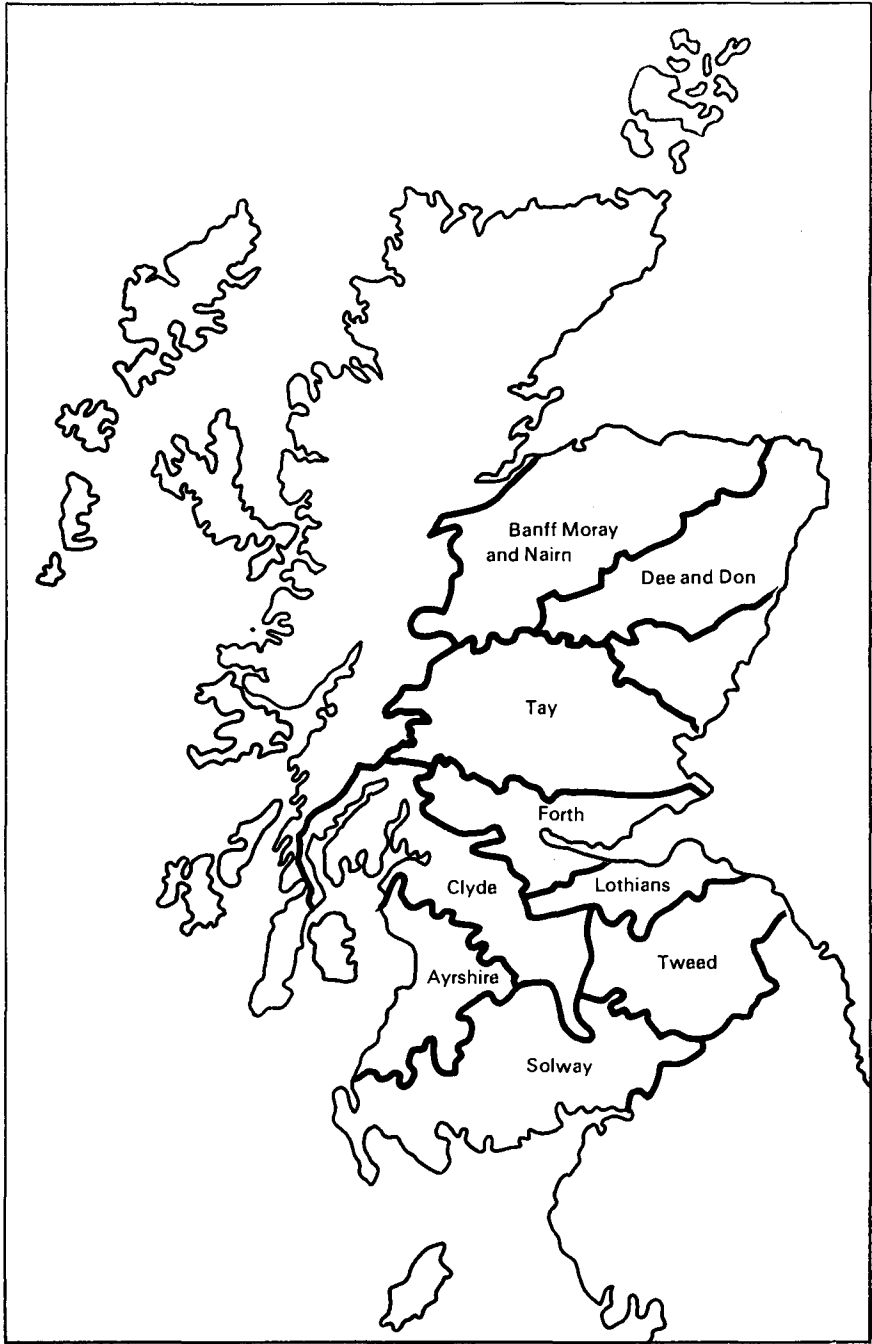 Banff Moray
and Nairn
Dee and Don
Tay
Forth
Clyde
Lothians
Ayrshire
Tweed
Solway